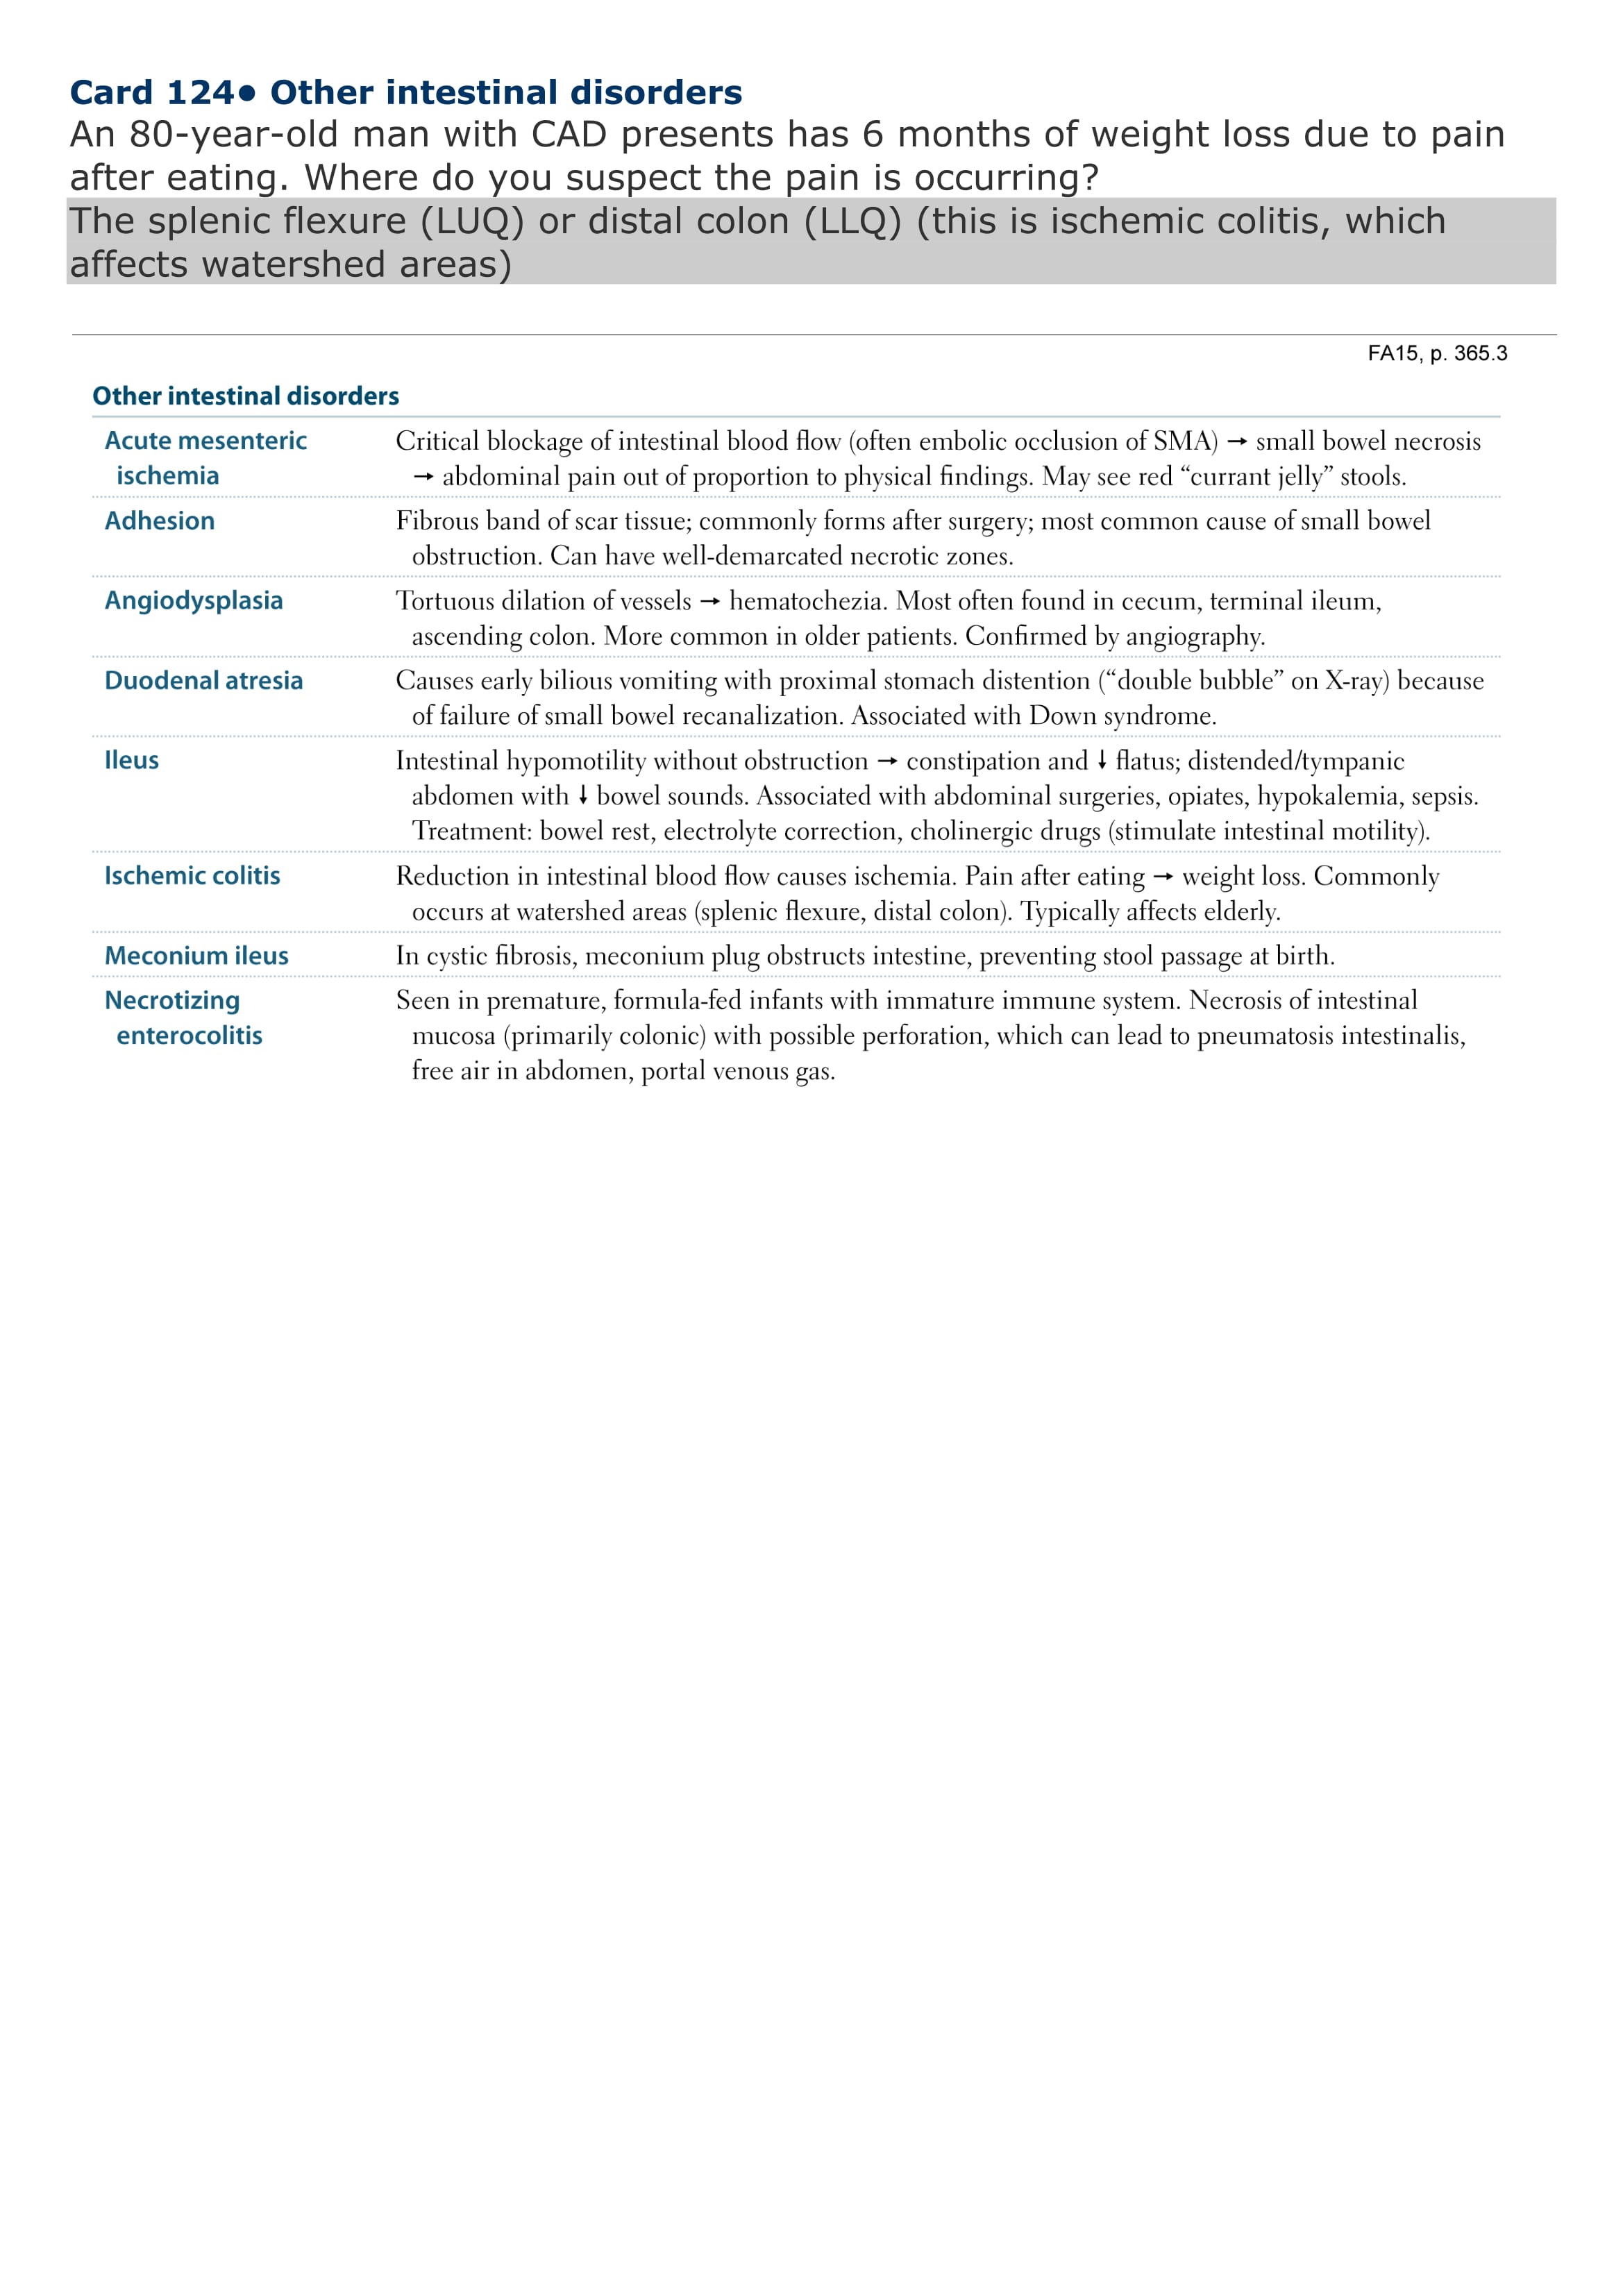 Card 124● Other intestinal disorders
An 80-year-old man with CAD presents has 6 months of weight loss due to pain
after eating. Where do you suspect the pain is occurring?
The splenic flexure (LUQ) or distal colon (LLQ) (this is ischemic colitis, which
affects watershed areas)
FA15, p. 365.3
Other intestinal disorders
Acute mesenteric
ischemia
Critical blockage of intestinal blood flow (often embolic occlusion of SMA) → small bowel necrosis
→ abdominal pain out of proportion to physical findings. May see red “currant jelly” stools.
Adhesion
Fibrous band of scar tissue; commonly forms after surgery; most common cause of small bowel
obstruction. Can have well-demarcated necrotic zones.
Angiodysplasia
Tortuous dilation of vessels → hematochezia. Most often found in cecum, terminal ileum,
ascending colon. More common in older patients. Confirmed by angiography.
Duodenal atresia
Causes early bilious vomiting with proximal stomach distention (“double bubble” on X-ray) because
of failure of small bowel recanalization. Associated with Down syndrome.
Ileus
Intestinal hypomotility without obstruction → constipation and ↓ flatus; distended/tympanic
abdomen with ↓ bowel sounds. Associated with abdominal surgeries, opiates, hypokalemia, sepsis.
Treatment: bowel rest, electrolyte correction, cholinergic drugs (stimulate intestinal motility).
Ischemic colitis
Reduction in intestinal blood flow causes ischemia. Pain after eating → weight loss. Commonly
occurs at watershed areas (splenic flexure, distal colon). Typically affects elderly.
Meconium ileus
In cystic fibrosis, meconium plug obstructs intestine, preventing stool passage at birth.
Necrotizing
enterocolitis
Seen in premature, formula-fed infants with immature immune system. Necrosis of intestinal
mucosa (primarily colonic) with possible perforation, which can lead to pneumatosis intestinalis,
free air in abdomen, portal venous gas.